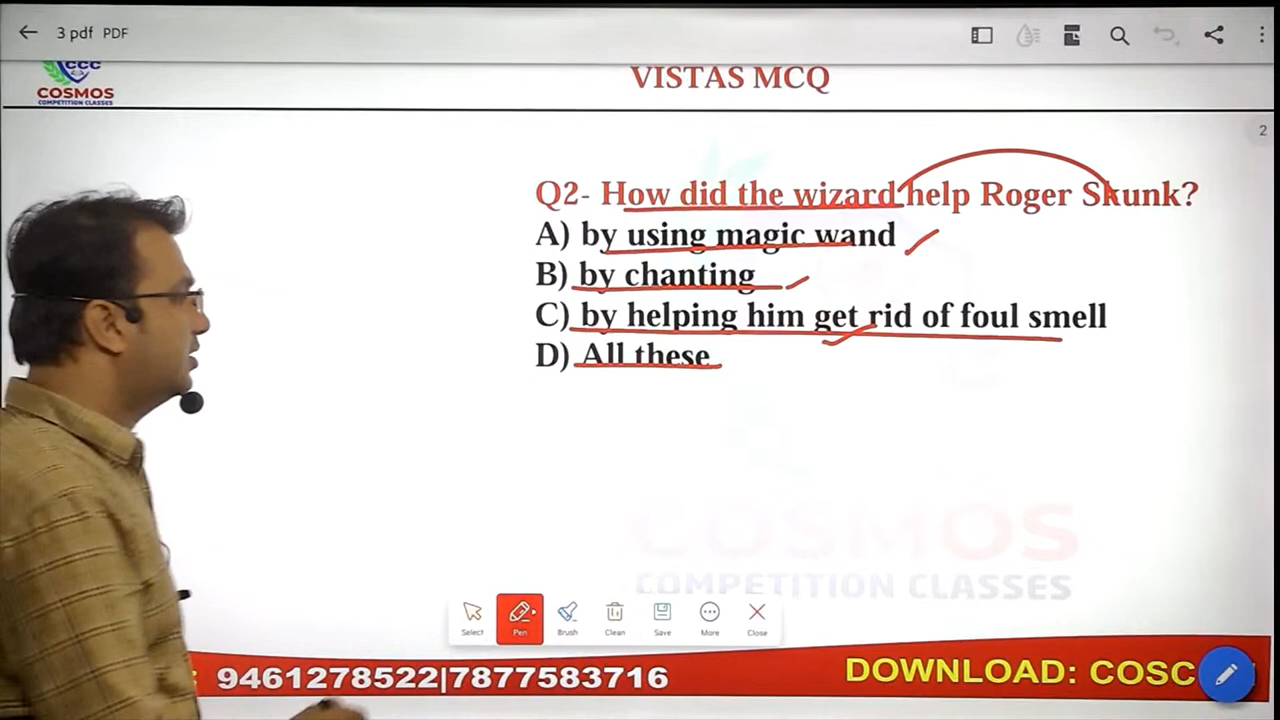 3 pdf PDF
CCC
COSMOS
COMPETITION CLASSES
VISTAS MCQ
2
Q2- How did the wizard help Roger Skunk?
A) by using magic wand
B) by chanting
C) by helping him get rid of foul smell
D) All these
COSMOS
COMPETITION CLASSES
Select Pen Brush Clean Save More Close
9461278522|7877583716
DOWNLOAD: COSC